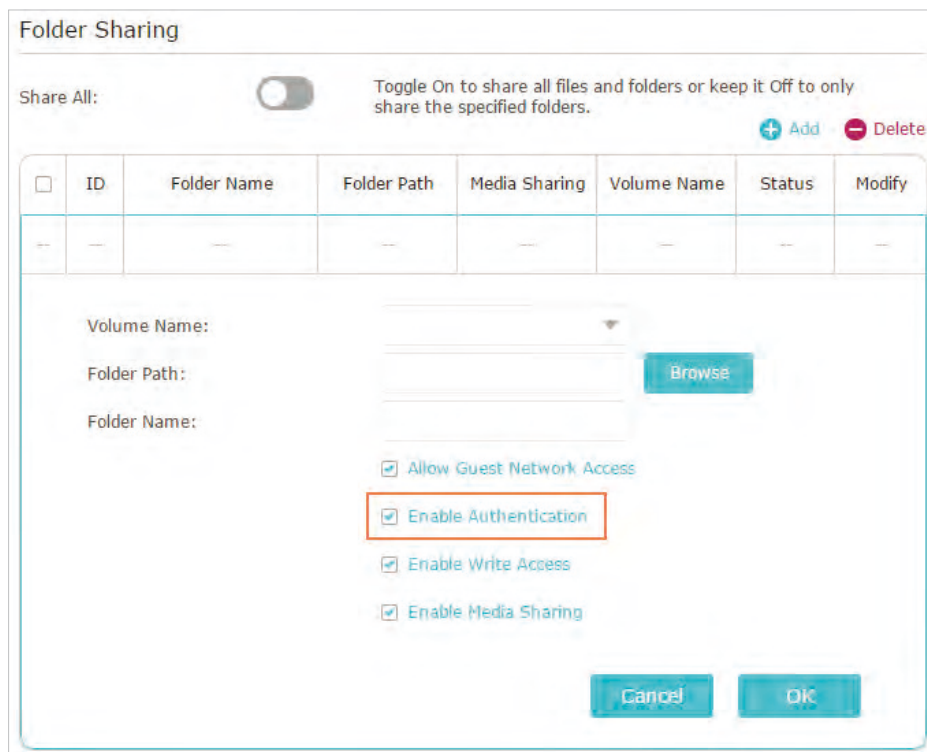 Folder Sharing
Share All:
Toggle On to share all files and folders or keep it Off to only
share the specified folders.
Add Delete
ID Folder Name Folder Path Media Sharing Volume Name Status Modify
-- -- -- -- -- -- -- --
Volume Name:
Folder Path: Browse
Folder Name:
Allow Guest Network Access
Enable Authentication
Enable Write Access
Enable Media Sharing
Cancel OK